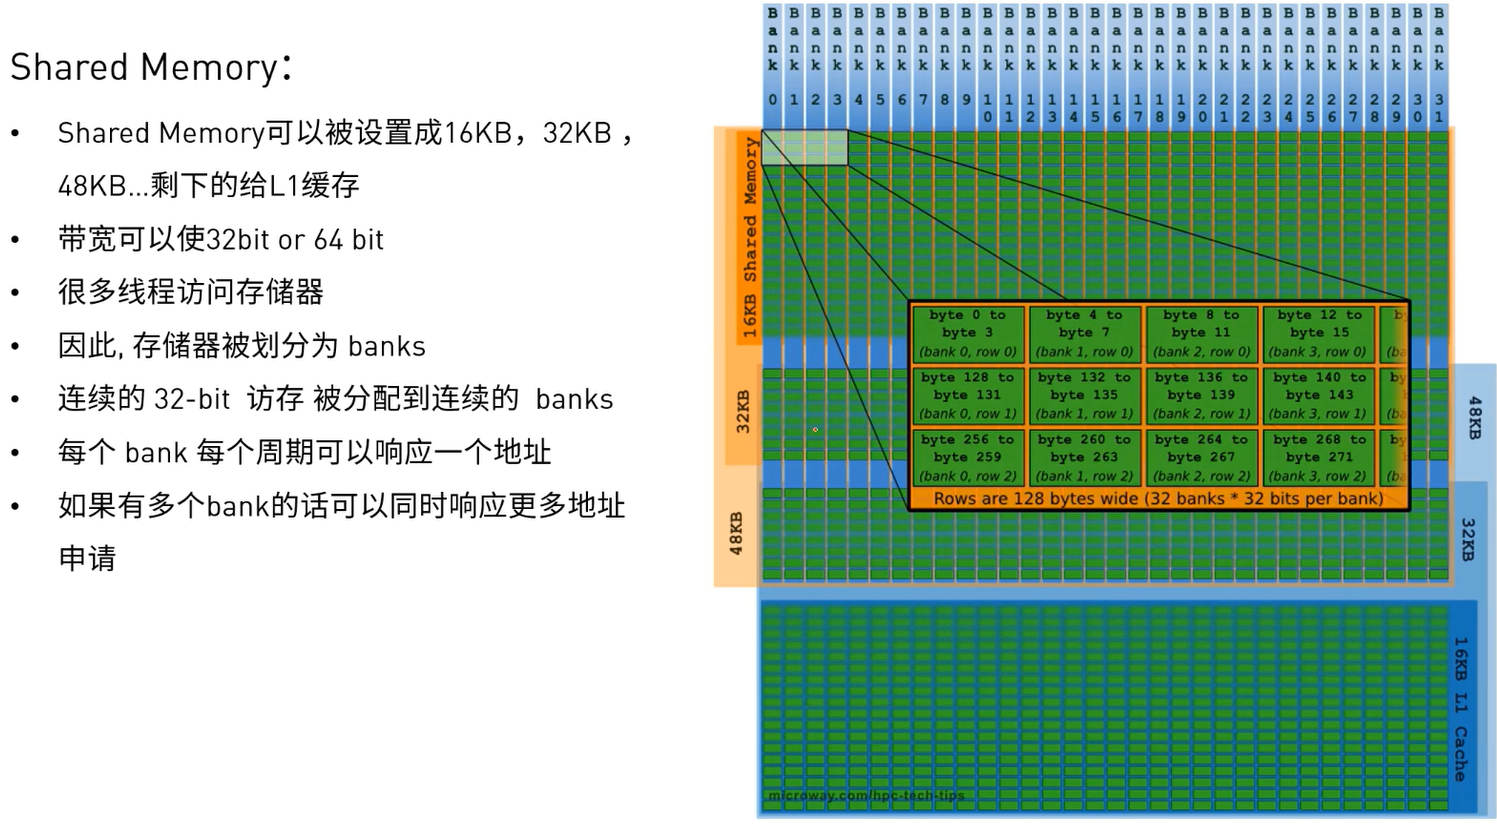 Shared Memory：
• Shared Memory可以被设置成16KB，32KB ，
48KB...剩下的给L1缓存
• 带宽可以使32bit or 64 bit
• 很多线程访问存储器
• 因此, 存储器被划分为 banks
• 连续的 32-bit 访存 被分配到连续的 banks
• 每个 bank 每个周期可以响应一个地址
• 如果有多个bank的话可以同时响应更多地址
申请
Bank 0
Bank 1
Bank 2
Bank 3
Bank 4
Bank 5
Bank 6
Bank 7
Bank 8
Bank 9
Bank 10
Bank 11
Bank 12
Bank 13
Bank 14
Bank 15
Bank 16
Bank 17
Bank 18
Bank 19
Bank 20
Bank 21
Bank 22
Bank 23
Bank 24
Bank 25
Bank 26
Bank 27
Bank 28
Bank 29
Bank 30
Bank 31
16KB Shared Memory
32KB
48KB
byte 0 to
byte 3
(bank 0, row 0)
byte 4 to
byte 7
(bank 1, row 0)
byte 8 to
byte 11
(bank 2, row 0)
byte 12 to
byte 15
(bank 3, row 0)
byte 128 to
byte 131
(bank 0, row 1)
byte 132 to
byte 135
(bank 1, row 1)
byte 136 to
byte 139
(bank 2, row 1)
byte 140 to
byte 143
(bank 3, row 1)
byte 256 to
byte 259
(bank 0, row 2)
byte 260 to
byte 263
(bank 1, row 2)
byte 264 to
byte 267
(bank 2, row 2)
byte 268 to
byte 271
(bank 3, row 2)
Rows are 128 bytes wide (32 banks * 32 bits per bank)
48KB
32KB
16KB L1 Cache
microway.com/hpc-tech-tips